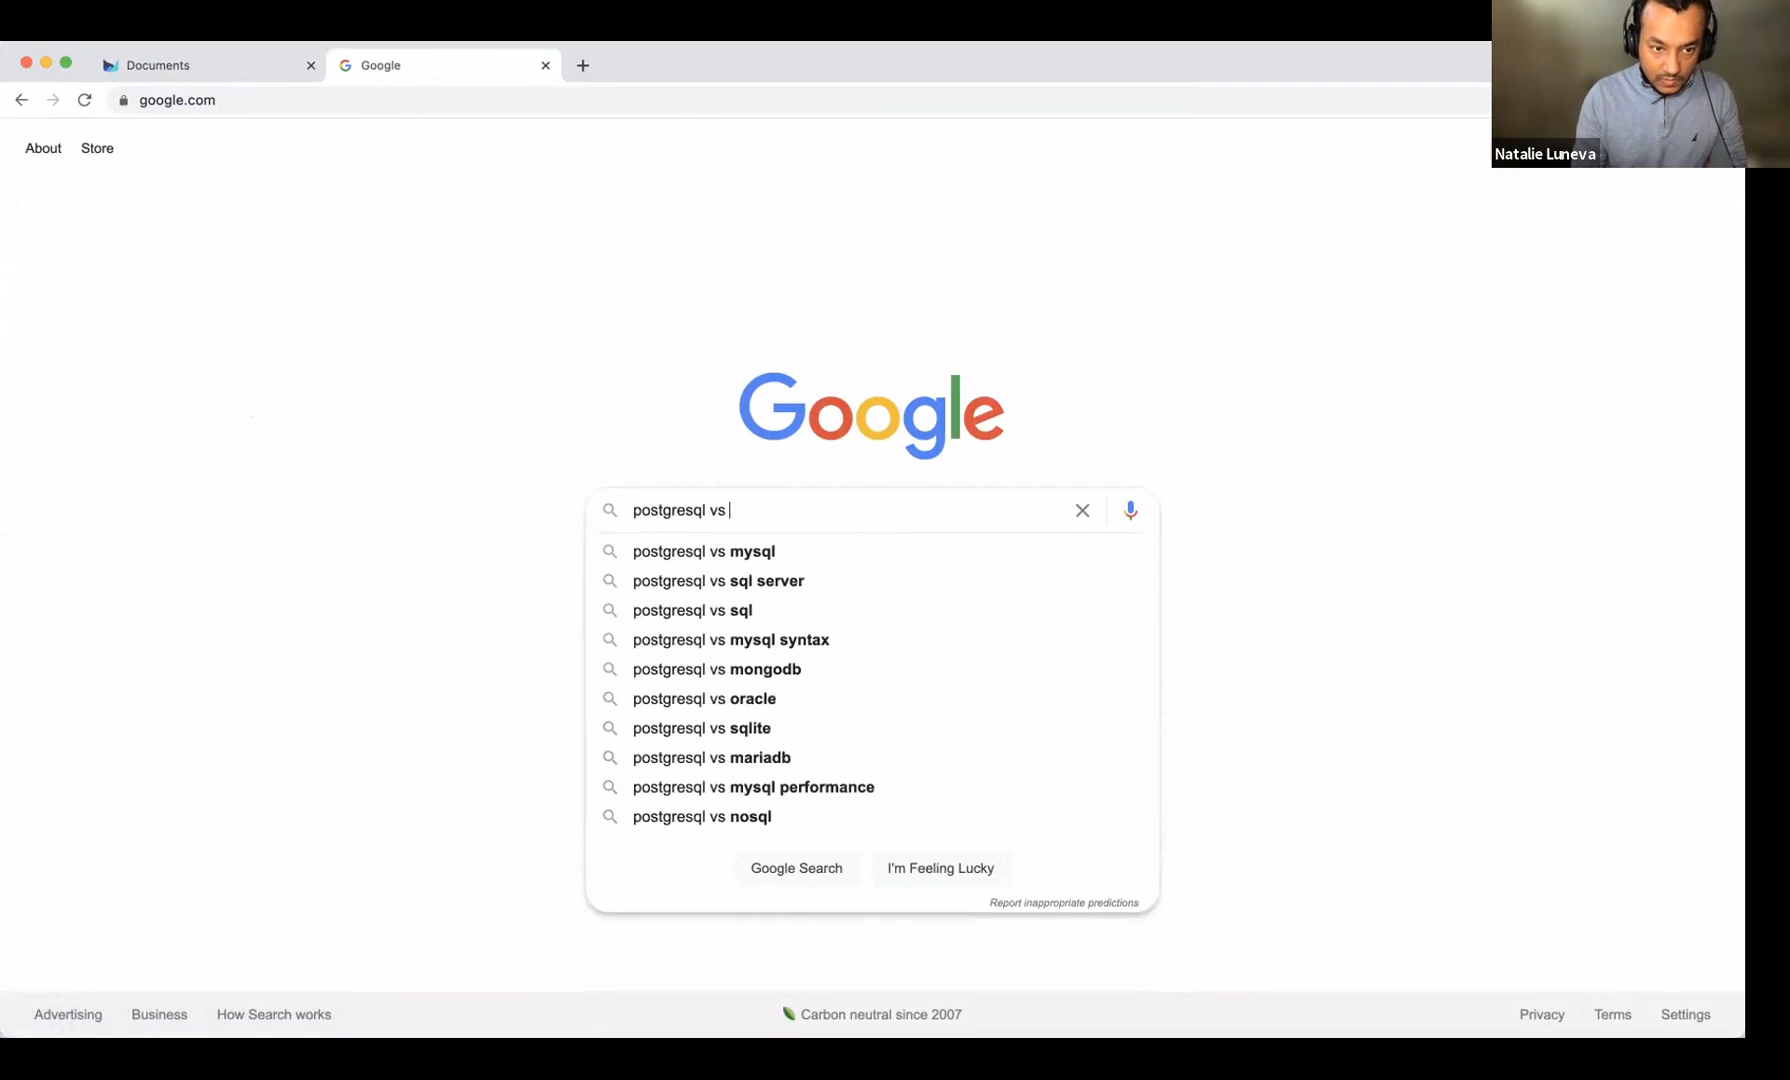 Documents
Google
google.com
About
Store
Natalie Luneva
Google
postgresql vs
postgresql vs mysql
postgresql vs sql server
postgresql vs sql
postgresql vs mysql syntax
postgresql vs mongodb
postgresql vs oracle
postgresql vs sqlite
postgresql vs mariadb
postgresql vs mysql performance
postgresql vs nosql
Google Search
I'm Feeling Lucky
Report inappropriate predictions
Advertising
Business
How Search works
Carbon neutral since 2007
Privacy
Terms
Settings